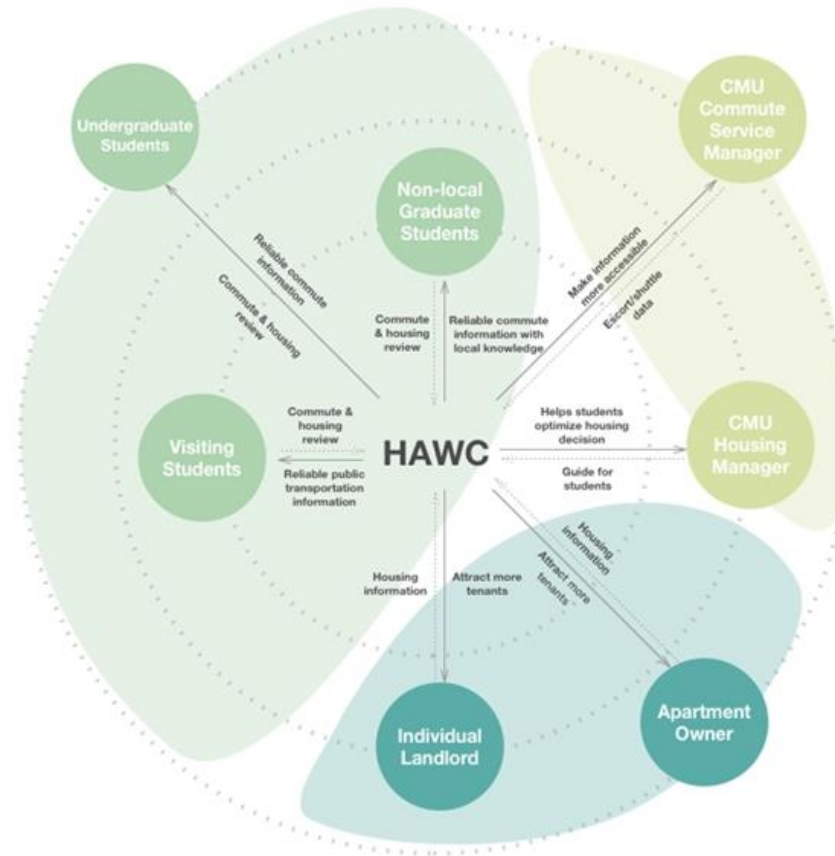 Undergraduate
Students
CMU
Commute
Service
Manager
Non-local
Graduate
Students
Reliable commute
information
Commute & housing
review
Commute
& housing
review
Reliable commute
information with
local knowledge
Make information
more accessible
Escort/shuttle
data
Visiting
Students
Commute &
housing
review
Reliable public
transportation
information
HAWC
Helps students
optimize housing
decision
Guide for
students
CMU
Housing
Manager
Housing
information
Attract more
tenants
Housing
information
Attract more
tenants
Individual
Landlord
Apartment
Owner